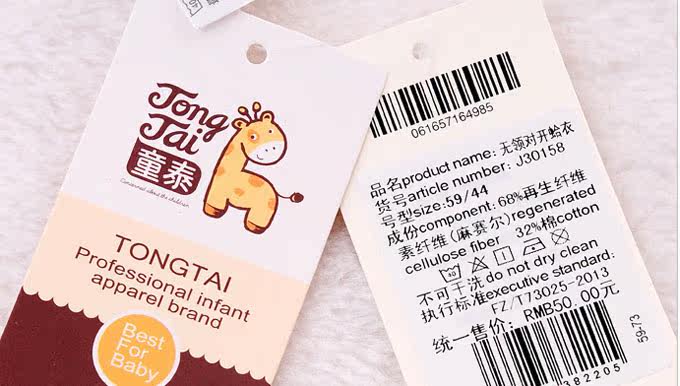 Tong
Tai
童泰
Concerned about the children
TONGTAI
Professional infant
apparel brand
Best
For
Baby
061657164985
品名product name: 无领对开蛤衣
货号article number: J30158
号型size:59/44
成份component: 68%再生纤维
素纤维(麻赛尔)regenerated
cellulose fiber 32%棉cotton
不可干洗do not dry clean
执行标准executive standard:
FZ/T73025-2013
统一售价: RMB50.00元
5973
82205